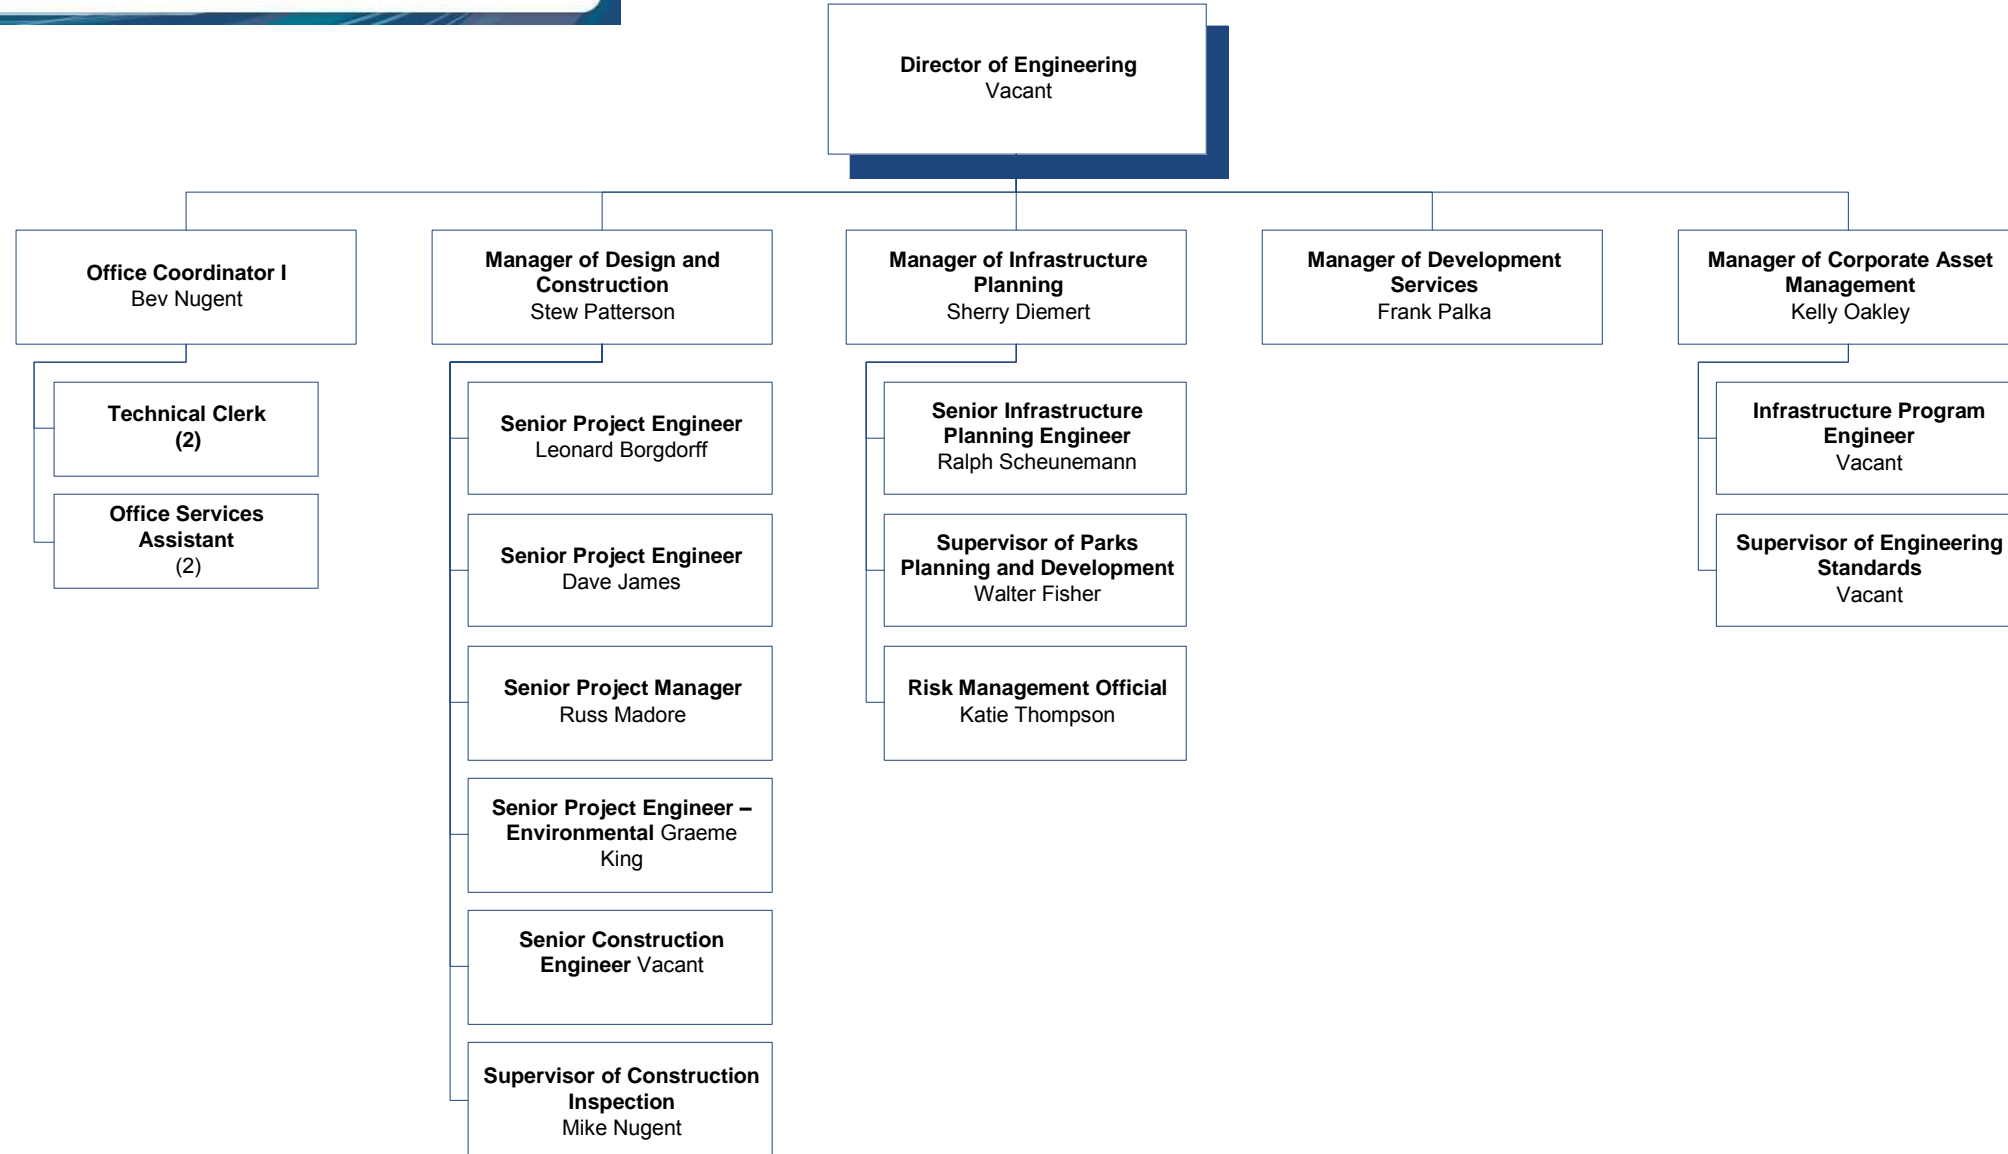 Director of Engineering
Vacant
Office Coordinator I
Bev Nugent
Manager of Design and
Construction
Stew Patterson
Manager of Infrastructure
Planning
Sherry Diemert
Manager of Development
Services
Frank Palka
Manager of Corporate Asset
Management
Kelly Oakley
Technical Clerk
(2)
Office Services
Assistant
(2)
Senior Project Engineer
Leonard Borgdorff
Senior Project Engineer
Dave James
Senior Project Manager
Russ Madore
Senior Project Engineer –
Environmental Graeme
King
Senior Construction
Engineer Vacant
Supervisor of Construction
Inspection
Mike Nugent
Senior Infrastructure
Planning Engineer
Ralph Scheunemann
Supervisor of Parks
Planning and Development
Walter Fisher
Risk Management Official
Katie Thompson
Infrastructure Program
Engineer
Vacant
Supervisor of Engineering
Standards
Vacant